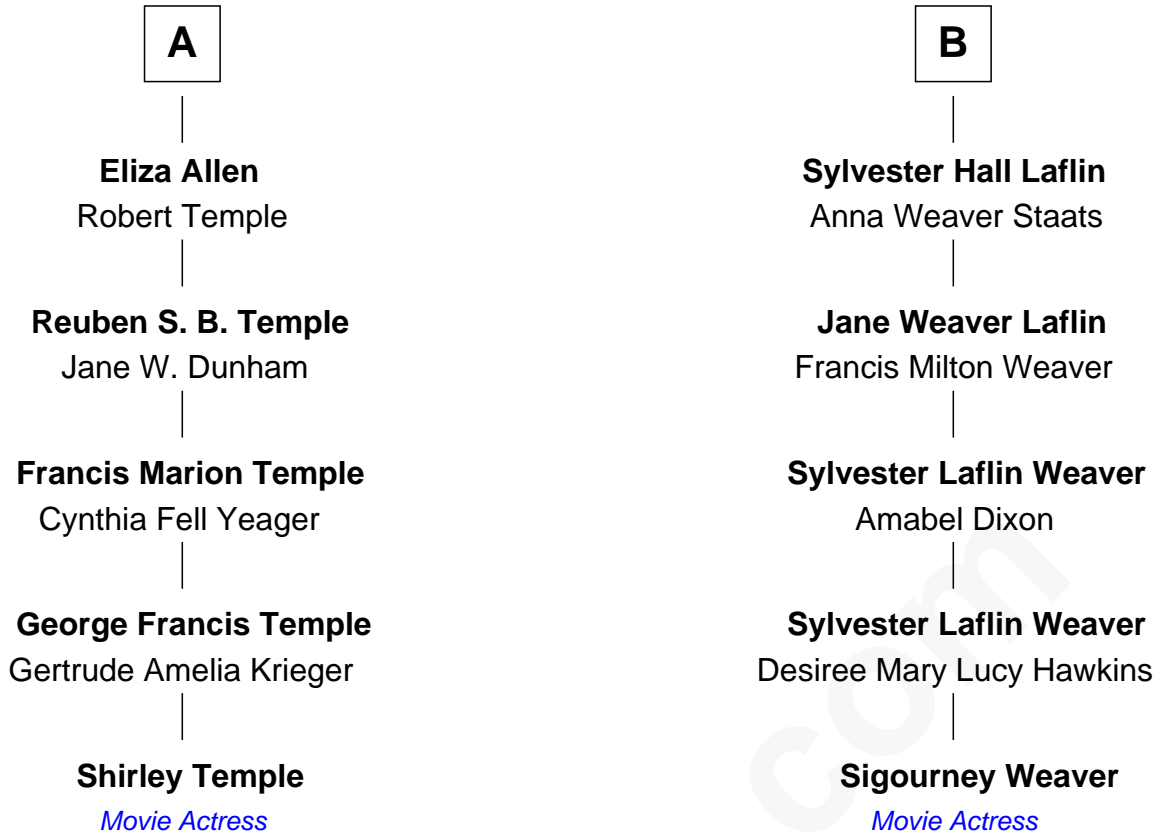 A
Eliza Allen
Robert Temple
Reuben S. B. Temple
Jane W. Dunham
Francis Marion Temple
Cynthia Fell Yeager
George Francis Temple
Gertrude Amelia Krieger
Shirley Temple
Movie Actress
B
Sylvester Hall Laflin
Anna Weaver Staats
Jane Weaver Laflin
Francis Milton Weaver
Sylvester Laflin Weaver
Amabel Dixon
Sylvester Laflin Weaver
Desiree Mary Lucy Hawkins
Sigourney Weaver
Movie Actress
com